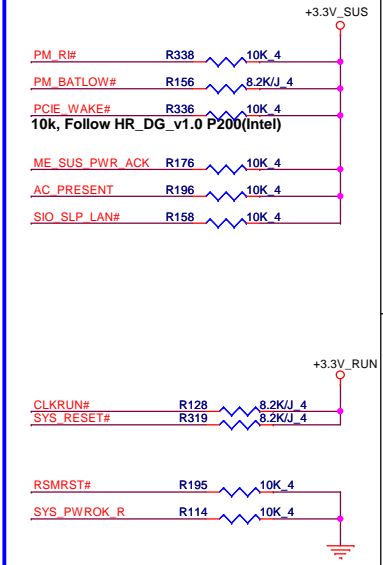 +3.3V_SUS
PM_RI# R338 10K_4
PM_BATLOW# R156 8.2K/J_4
PCIE_WAKE# R336 10K_4
10k, Follow HR_DG_v1.0 P200(Intel)
ME_SUS_PWR_ACK R176 10K_4
AC_PRESENT R196 10K_4
SIO_SLP_LAN# R158 10K_4
+3.3V_RUN
CLKRUN# R128 8.2K/J_4
SYS_RESET# R319 8.2K/J_4
RSMRST# R195 10K_4
SYS_PWROK_R R114 10K_4